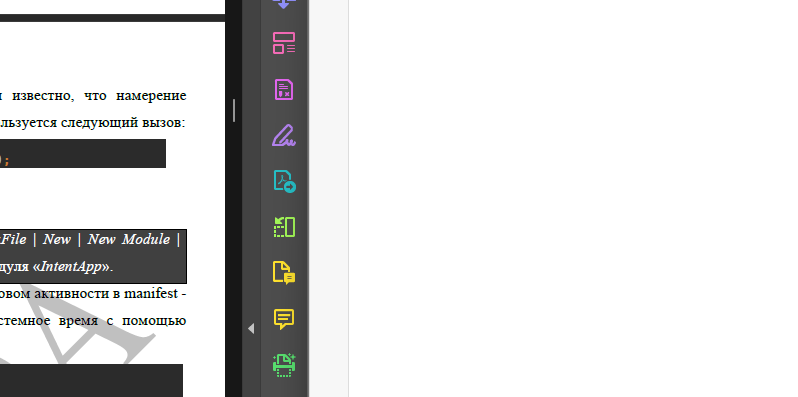 известно, что намерение
льзуется следующий вызов:
);
File | New | New Module |
дуля «IntentApp».
овом активности в manifest -
стемное время с помощью